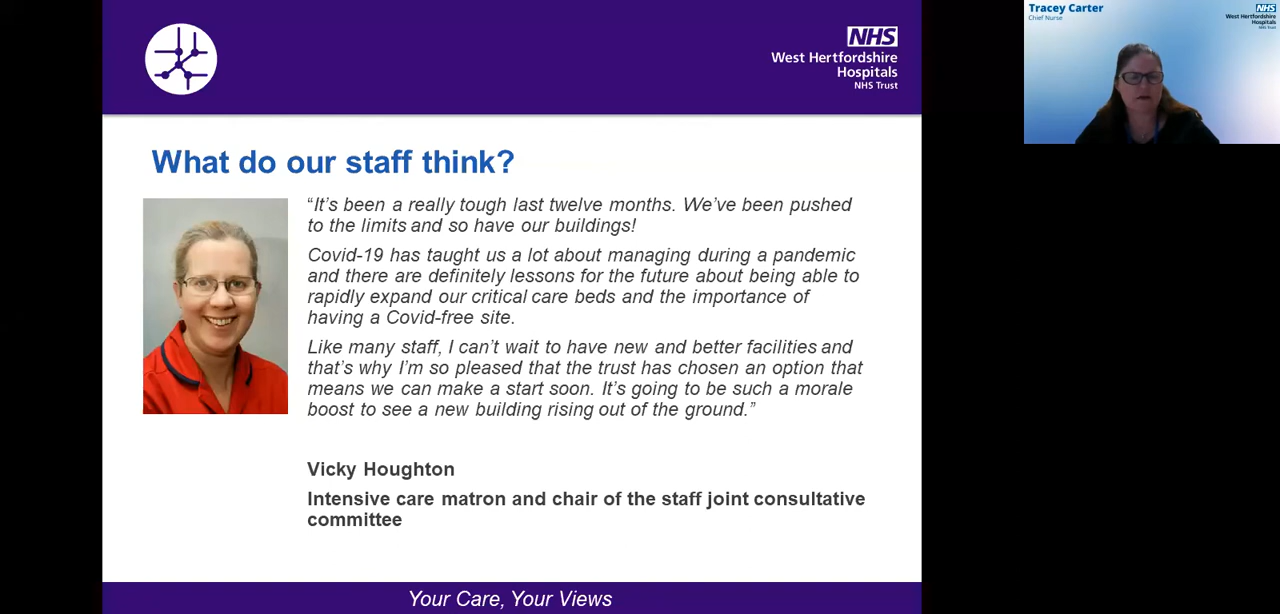 NHS
West Hertfordshire
Hospitals
NHS Trust
What do our staff think?
“It’s been a really tough last twelve months. We’ve been pushed
to the limits and so have our buildings!
Covid-19 has taught us a lot about managing during a pandemic
and there are definitely lessons for the future about being able to
rapidly expand our critical care beds and the importance of
having a Covid-free site.
Like many staff, I can’t wait to have new and better facilities and
that’s why I’m so pleased that the trust has chosen an option that
means we can make a start soon. It’s going to be such a morale
boost to see a new building rising out of the ground.”
Vicky Houghton
Intensive care matron and chair of the staff joint consultative
committee
Your Care, Your Views
Tracey Carter
Chief Nurse
NHS
West Hertfordshire
Hospitals
NHS Trust